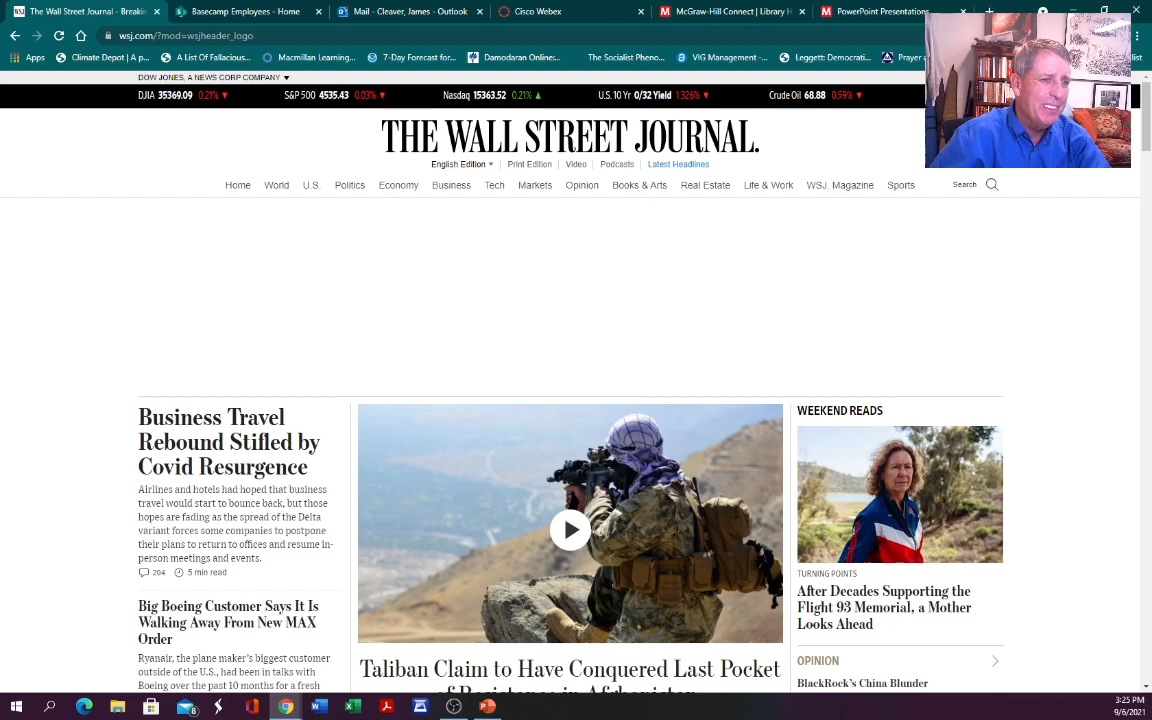 The Wall Street Journal - Breakin
Basecamp Employees - Home
Mail - Cleaver, James - Outlook
Cisco Webex
McGraw-Hill Connect | Library H
PowerPoint Presentations
wsj.com/?mod=wsjheader_logo
Apps
Climate Depot | A p...
A List Of Fallacious...
Macmillan Learning...
7-Day Forecast for...
Damodaran Online:...
The Socialist Pheno...
VIG Management -...
Leggett: Democrati...
Prayer a
list
DOW JONES, A NEWS CORP COMPANY
DJIA 35369.09 0.21%
S&P 500 4535.43 0.03%
Nasdaq 15363.52 0.21%
U.S. 10 Yr 0/32 Yield 1.326%
Crude Oil 68.88 0.59%
THE WALL STREET JOURNAL.
English Edition
Print Edition
Video
Podcasts
Latest Headlines
Home
World
U.S.
Politics
Economy
Business
Tech
Markets
Opinion
Books & Arts
Real Estate
Life & Work
WSJ. Magazine
Sports
Search
Business Travel
Rebound Stifled by
Covid Resurgence
Airlines and hotels had hoped that business
travel would start to bounce back, but those
hopes are fading as the spread of the Delta
variant forces some companies to postpone
their plans to return to offices and resume in-
person meetings and events.
204
5 min read
Big Boeing Customer Says It Is
Walking Away From New MAX
Order
Ryanair, the plane maker's biggest customer
outside of the U.S., had been in talks with
Boeing over the past 10 months for a fresh
Taliban Claim to Have Conquered Last Pocket
of Resistance in Afghanistan
WEEKEND READS
TURNING POINTS
After Decades Supporting the
Flight 93 Memorial, a Mother
Looks Ahead
OPINION
BlackRock's China Blunder
8
3:25 PM
9/6/2021